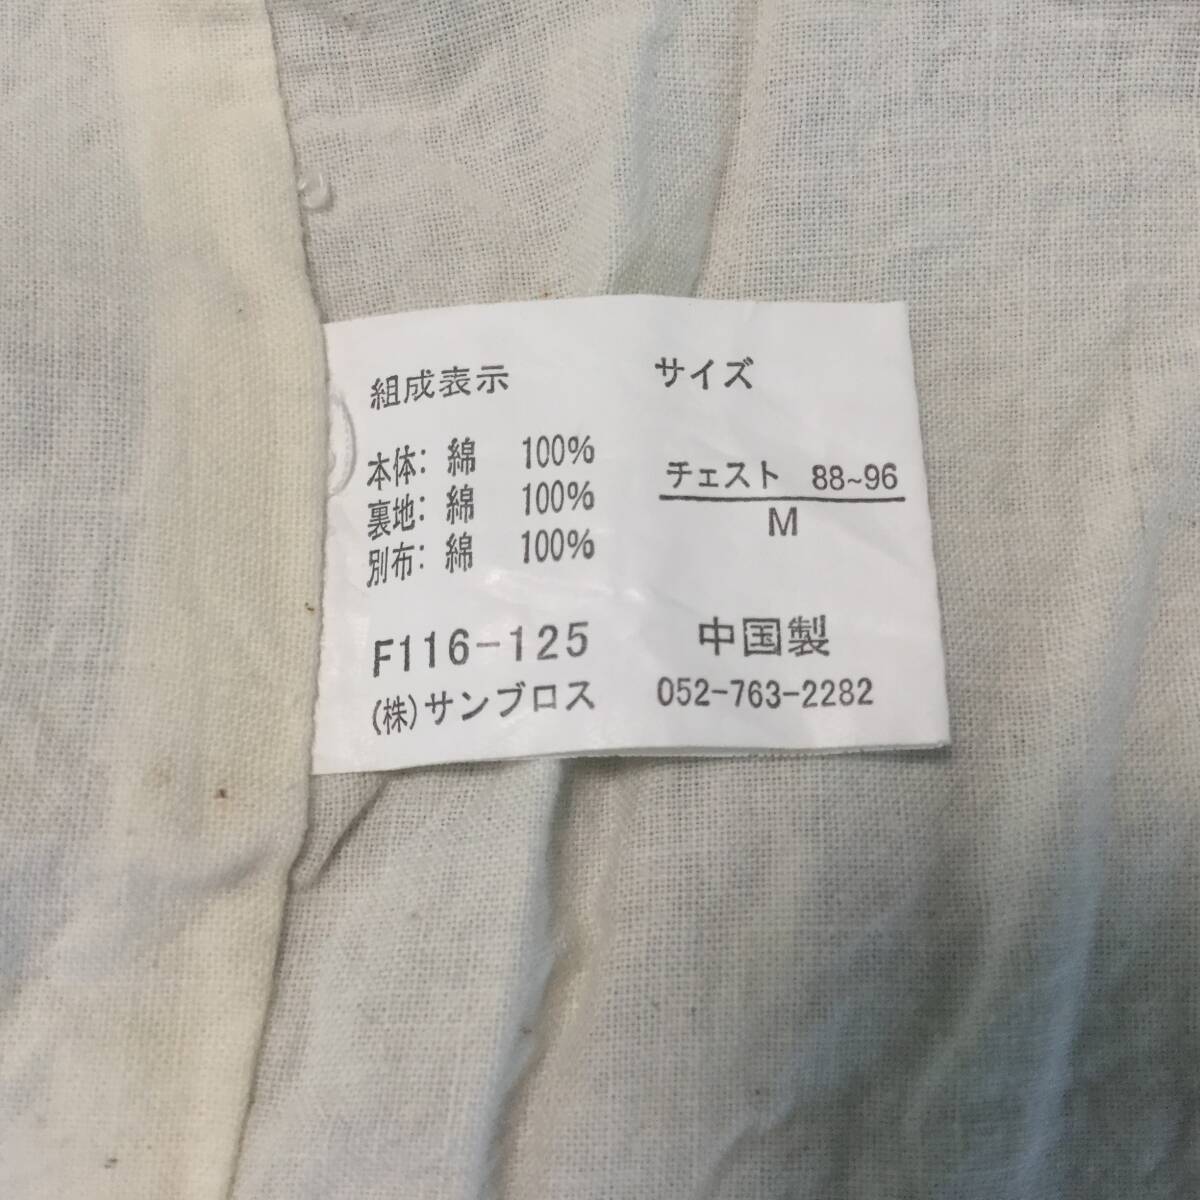 組成表示
本体: 綿 100%
裏地: 綿 100%
別布: 綿 100%
F116-125
(株)サンブロス
サイズ
チェスト 88~96
M
中国製
052-763-2282